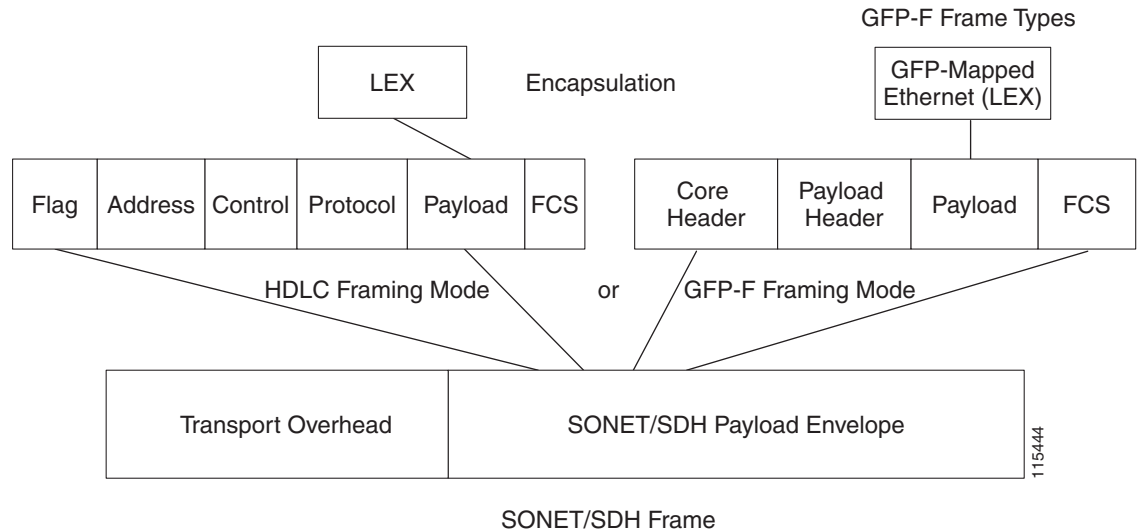 GFP-F Frame Types
LEX
Encapsulation
GFP-Mapped
Ethernet (LEX)
Flag Address Control Protocol Payload FCS
Core
Header
Payload
Header
Payload
FCS
HDLC Framing Mode or GFP-F Framing Mode
Transport Overhead
SONET/SDH Payload Envelope
115444
SONET/SDH Frame